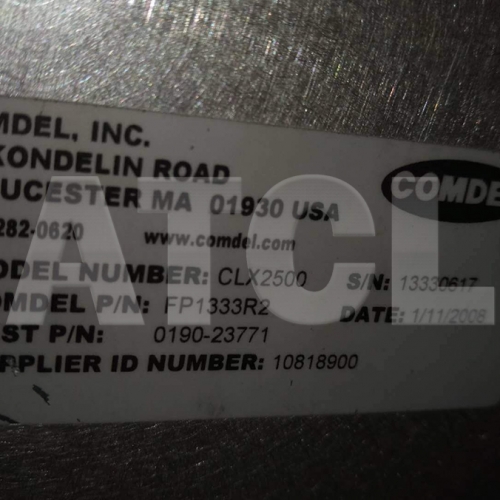 MDEL, INC.
KONDELIN ROAD
UCESTER MA 01930 USA
282-0620 www.comdel.com
COMDEL
ODEL NUMBER: CLX2500 S/N: 13330617
OMDEL P/N: FP1333R2 DATE: 1/11/2008
ST P/N: 0190-23771
PPLIER ID NUMBER: 10818900
ATCL